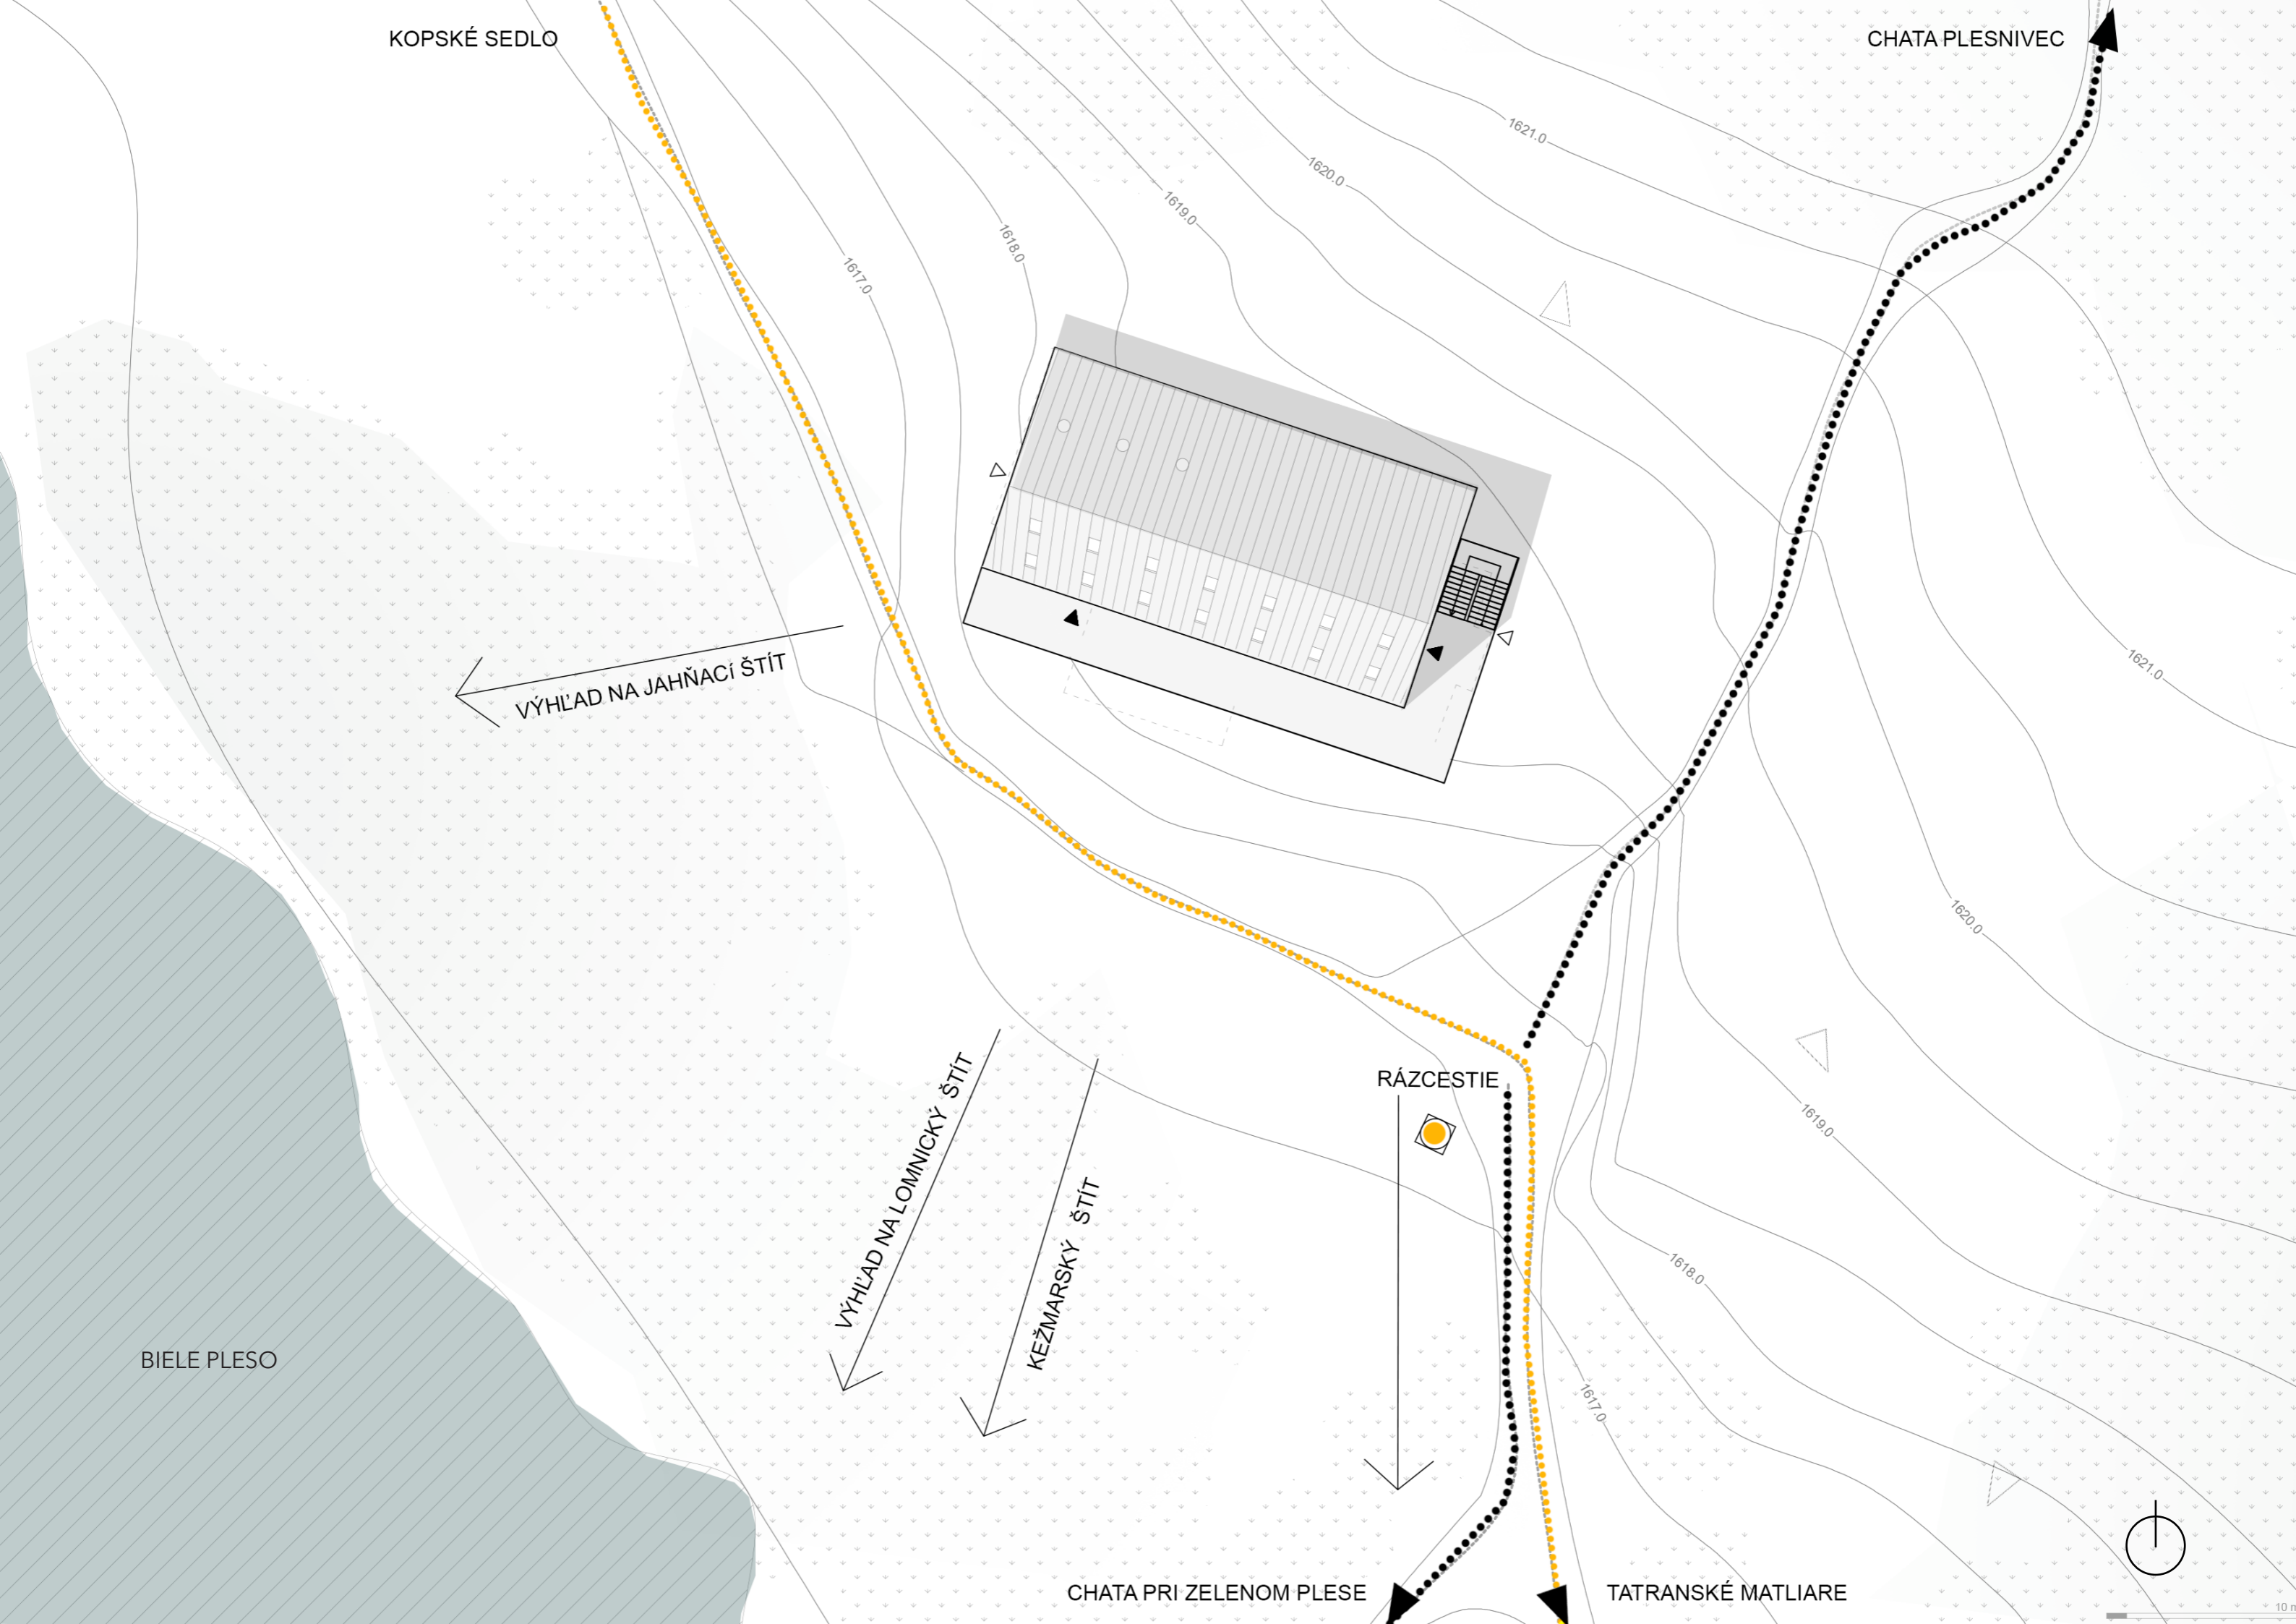 KOPSKÉ SEDLO
CHATA PLESNIVEC
1621.0
1620.0
1619.0
1618.0
1617.0
VÝHĽAD NA JAHŇACÍ ŠTÍT
1621.0
1620.0
1619.0
1618.0
1617.0
RÁZCESTIE
VÝHĽAD NA LOMNICKÝ ŠTÍT
KEŽMARSKÝ ŠTÍT
BIELE PLESO
CHATA PRI ZELENOM PLESE
TATRANSKÉ MATLIARE
10